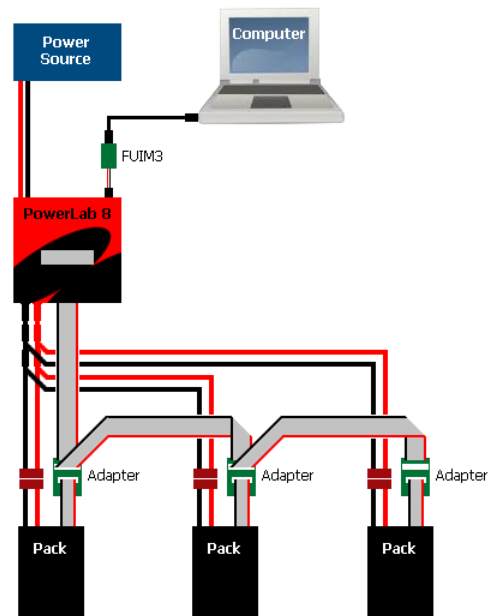 Power
Source
Computer
FUIM3
PowerLab 8
Adapter
Adapter
Adapter
Pack
Pack
Pack